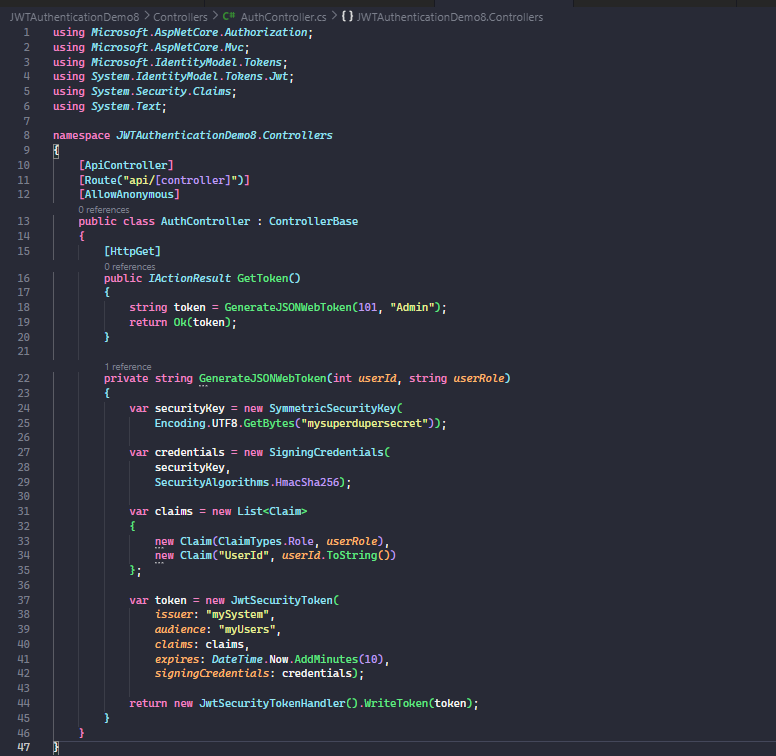 JWTAuthenticationDemo8 > Controllers > C# AuthController.cs > {} JWTAuthenticationDemo8.Controllers
1 using Microsoft.AspNetCore.Authorization;
2 using Microsoft.AspNetCore.Mvc;
3 using Microsoft.IdentityModel.Tokens;
4 using System.IdentityModel.Tokens.Jwt;
5 using System.Security.Claims;
6 using System.Text;
7
8 namespace JWTAuthenticationDemo8.Controllers
9 {
10 [ApiController]
11 [Route("api/[controller]")]
12 [AllowAnonymous]
0 references
13 public class AuthController : ControllerBase
14 {
15 [HttpGet]
0 references
16 public IActionResult GetToken()
17 {
18 string token = GenerateJSONWebToken(101, "Admin");
19 return Ok(token);
20 }
21
1 reference
22 private string GenerateJSONWebToken(int userId, string userRole)
23 {
24 var securityKey = new SymmetricSecurityKey(
25 Encoding.UTF8.GetBytes("mysuperdupersecret"));
26
27 var credentials = new SigningCredentials(
28 securityKey,
29 SecurityAlgorithms.HmacSha256);
30
31 var claims = new List<Claim>
32 {
33 new Claim(ClaimTypes.Role, userRole),
34 new Claim("UserId", userId.ToString())
35 };
36
37 var token = new JwtSecurityToken(
38 issuer: "mySystem",
39 audience: "myUsers",
40 claims: claims,
41 expires: DateTime.Now.AddMinutes(10),
42 signingCredentials: credentials);
43
44 return new JwtSecurityTokenHandler().WriteToken(token);
45 }
46 }
47 }